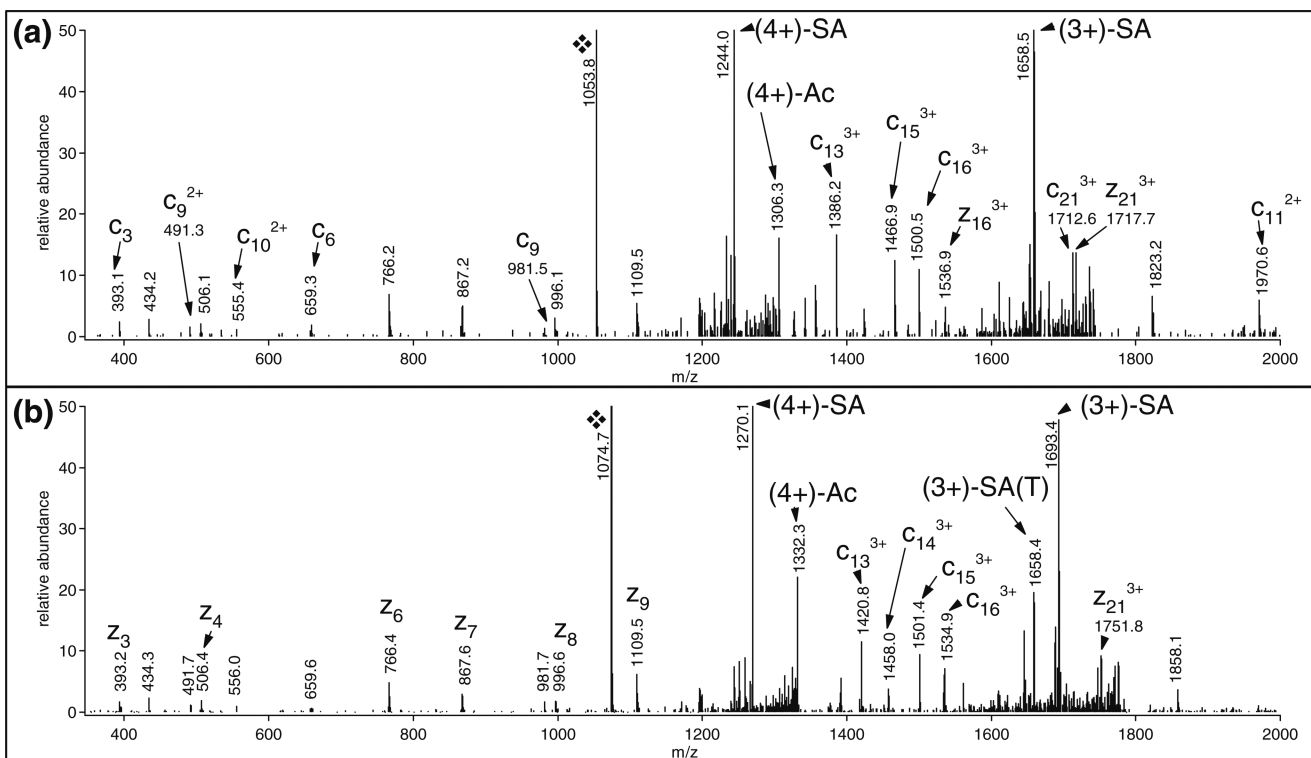 (a)
50
40
30
20
10
0
relative abundance
c3
393.1
434.2
c9 2+
491.3
506.1
c10 2+
555.4
c6
659.3
766.2
867.2
c9
981.5
996.1
1053.8
1109.5
1244.0
(4+)-SA
(4+)-Ac
1306.3
c13 3+
1386.2
c15 3+
1466.9
c16 3+
1500.5
z16 3+
1536.9
1658.5
(3+)-SA
c21 3+
1712.6
z21 3+
1717.7
1823.2
c11 2+
1970.6
400 600 800 1000 1200 1400 1600 1800 2000
m/z
(b)
50
40
30
20
10
0
relative abundance
z3
393.2
434.3
491.7
z4
506.4
556.0
659.6
z6
766.4
z7
867.6
981.7
z8
996.6
1074.7
z9
1109.5
1270.1
(4+)-SA
(4+)-Ac
1332.3
c13 3+
1420.8
c14 3+
1458.0
c15 3+
1501.4
c16 3+
1534.9
(3+)-SA(T)
1658.4
1693.4
(3+)-SA
z21 3+
1751.8
1858.1
400 600 800 1000 1200 1400 1600 1800 2000
m/z